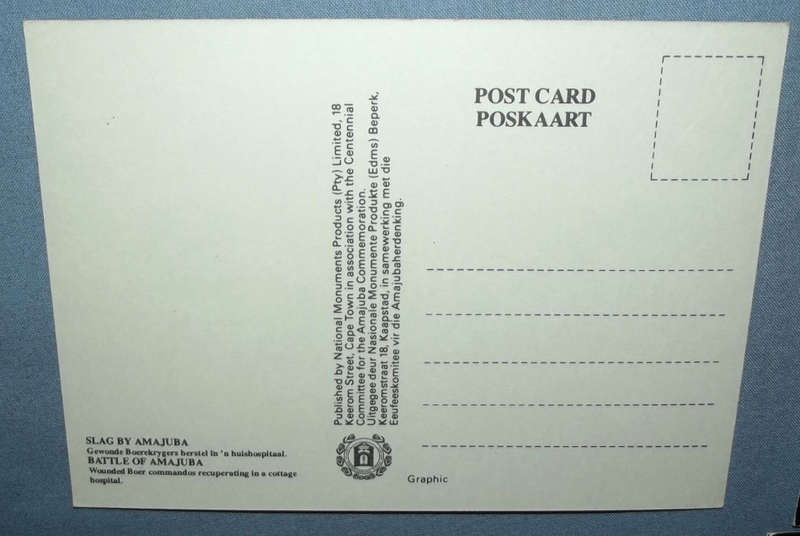 SLAG BY AMAJUBA
Gewonde Boerekrygers herstel in 'n huishospitaal.
BATTLE OF AMAJUBA
Wounded Boer commandos recuperating in a cottage
hospital.
Published by National Monuments Products (Pty) Limited, 18
Keerom Street, Cape Town in association with the Centennial
Committee for the Amajuba Commemoration.
Uitgegee deur Nasionale Monumente Produkte (Edms) Beperk,
Keeromstraat 18, Kaapstad, in samewerking met die
Eeufeeskomitee vir die Amajubaherdenking.
POST CARD
POSKAART
Graphic